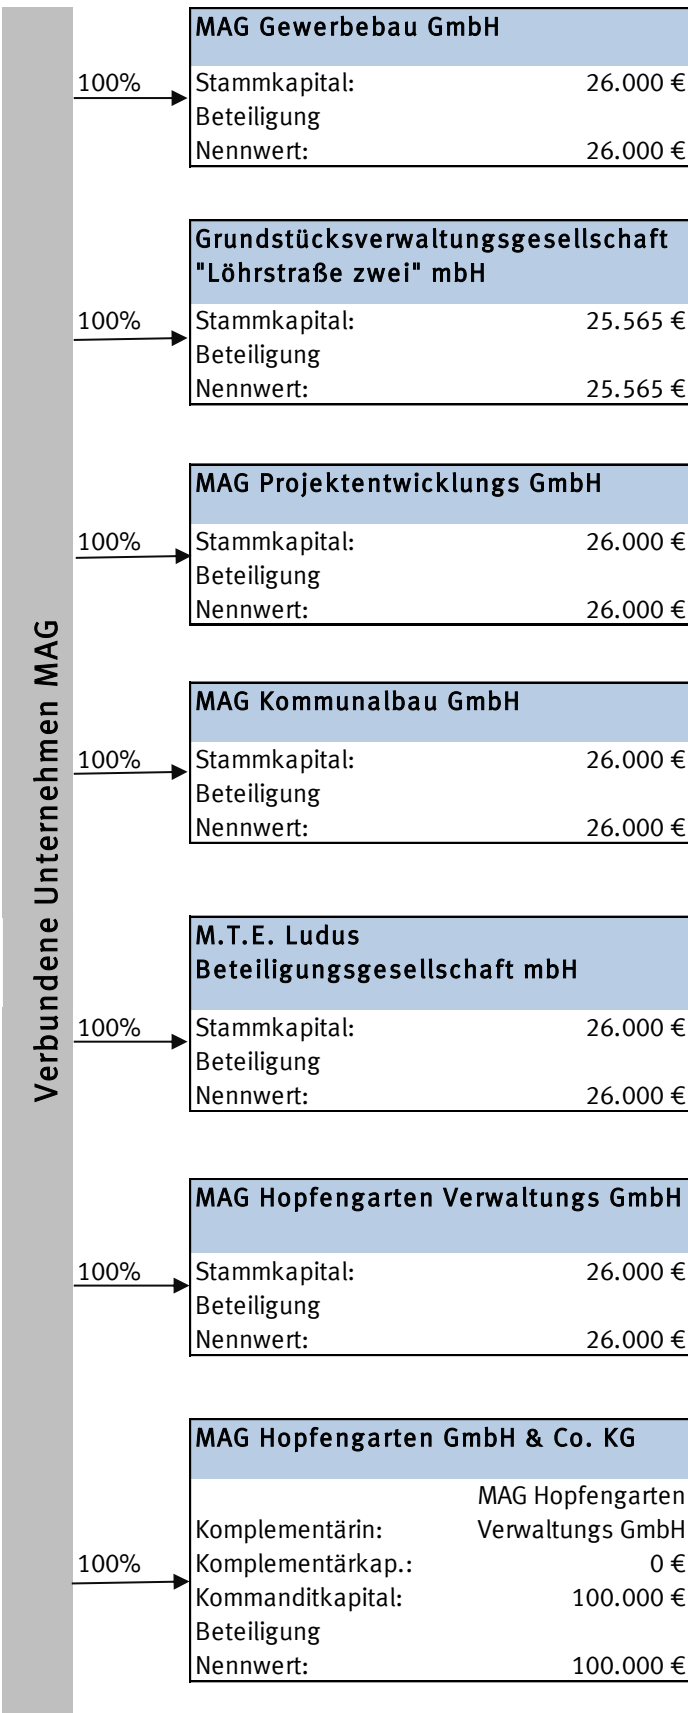 Verbundene Unternehmen MAG
MAG Gewerbebau GmbH
100% Stammkapital: 26.000 €
Beteiligung
Nennwert: 26.000 €
Grundstücksverwaltungsgesellschaft
"Löhrstraße zwei" mbH
100% Stammkapital: 25.565 €
Beteiligung
Nennwert: 25.565 €
MAG Projektentwicklungs GmbH
100% Stammkapital: 26.000 €
Beteiligung
Nennwert: 26.000 €
MAG Kommunalbau GmbH
100% Stammkapital: 26.000 €
Beteiligung
Nennwert: 26.000 €
M.T.E. Ludus
Beteiligungsgesellschaft mbH
100% Stammkapital: 26.000 €
Beteiligung
Nennwert: 26.000 €
MAG Hopfengarten Verwaltungs GmbH
100% Stammkapital: 26.000 €
Beteiligung
Nennwert: 26.000 €
MAG Hopfengarten GmbH & Co. KG
MAG Hopfengarten
Komplementärin: Verwaltungs GmbH
100% Komplementärkap.: 0 €
Kommanditkapital: 100.000 €
Beteiligung
Nennwert: 100.000 €